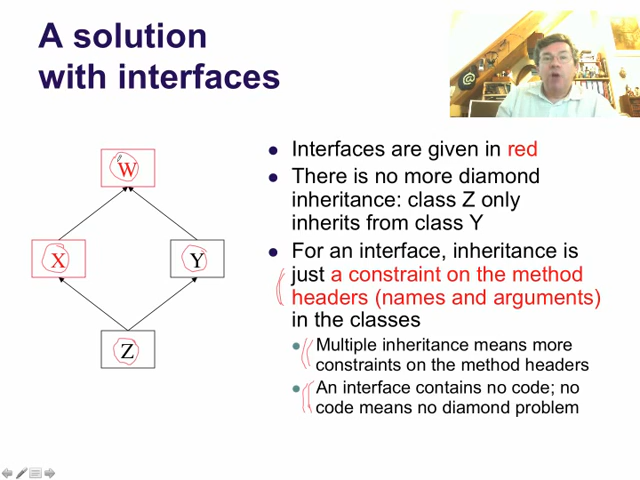 A solution
with interfaces
W
X
Y
Z
Interfaces are given in red
There is no more diamond
inheritance: class Z only
inherits from class Y
For an interface, inheritance is
just a constraint on the method
headers (names and arguments)
in the classes
Multiple inheritance means more
constraints on the method headers
An interface contains no code; no
code means no diamond problem
@